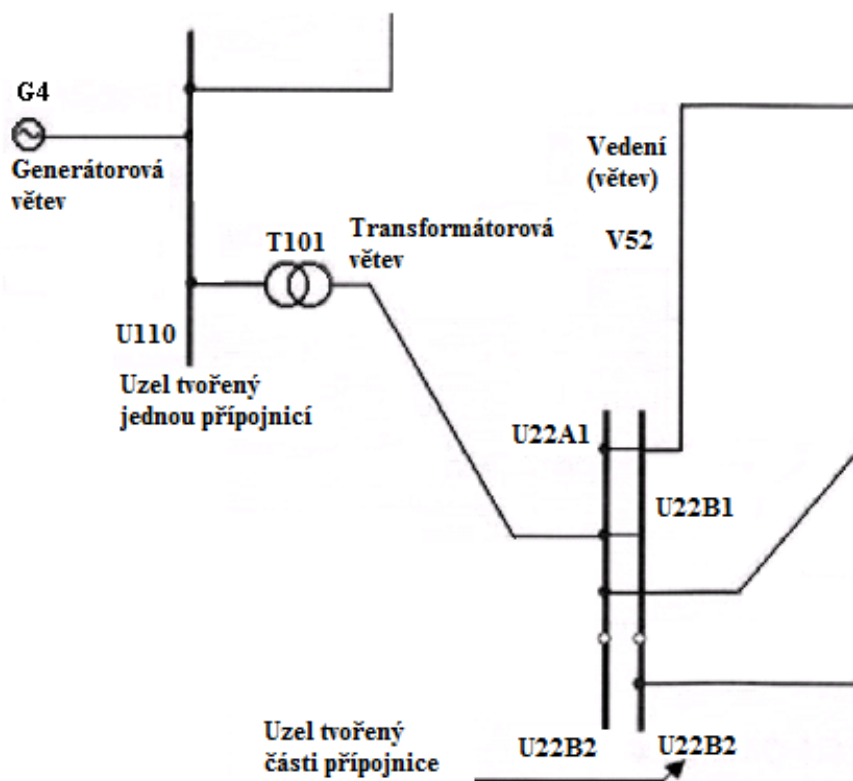 G4
Generátorová
větev
T101
Transformátorová
větev
Vedení
(větev)
V52
U110
Uzel tvořený
jednou přípojnicí
U22A1
U22B1
Uzel tvořený
části přípojnice
U22B2
U22B2